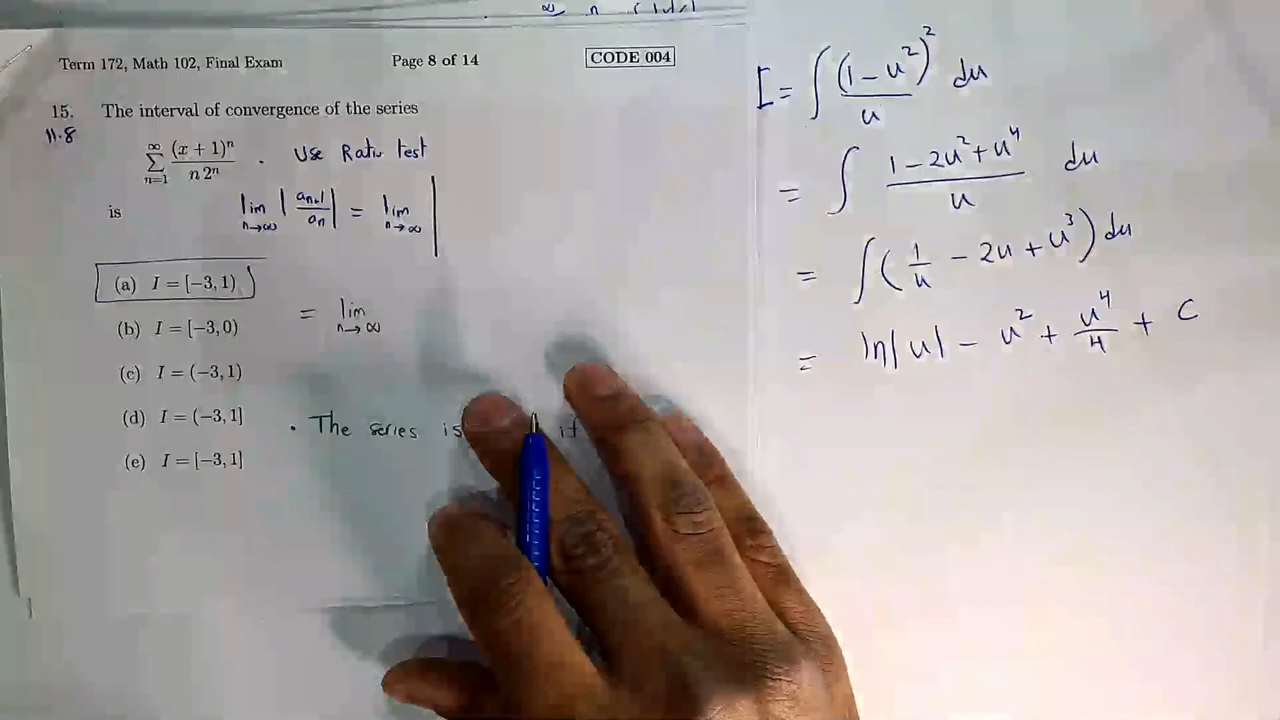 Term 172, Math 102, Final Exam Page 8 of 14 CODE 004
15. The interval of convergence of the series
11.8
∑_{n=1}^{∞} (x + 1)^n / (n 2^n) . Use Ratio test
is lim_{n→∞} |a_{n+1} / a_n| = lim_{n→∞} |
(a) I = [−3, 1)
= lim_{n→∞}
(b) I = [−3, 0)
(c) I = (−3, 1)
(d) I = (−3, 1]
. The series is if
(e) I = [−3, 1]
I = ∫ (1 − u²)² / u du
= ∫ (1 − 2u² + u⁴) / u du
= ∫ (1/u − 2u + u³) du
= ln|u| − u² + u⁴/4 + C